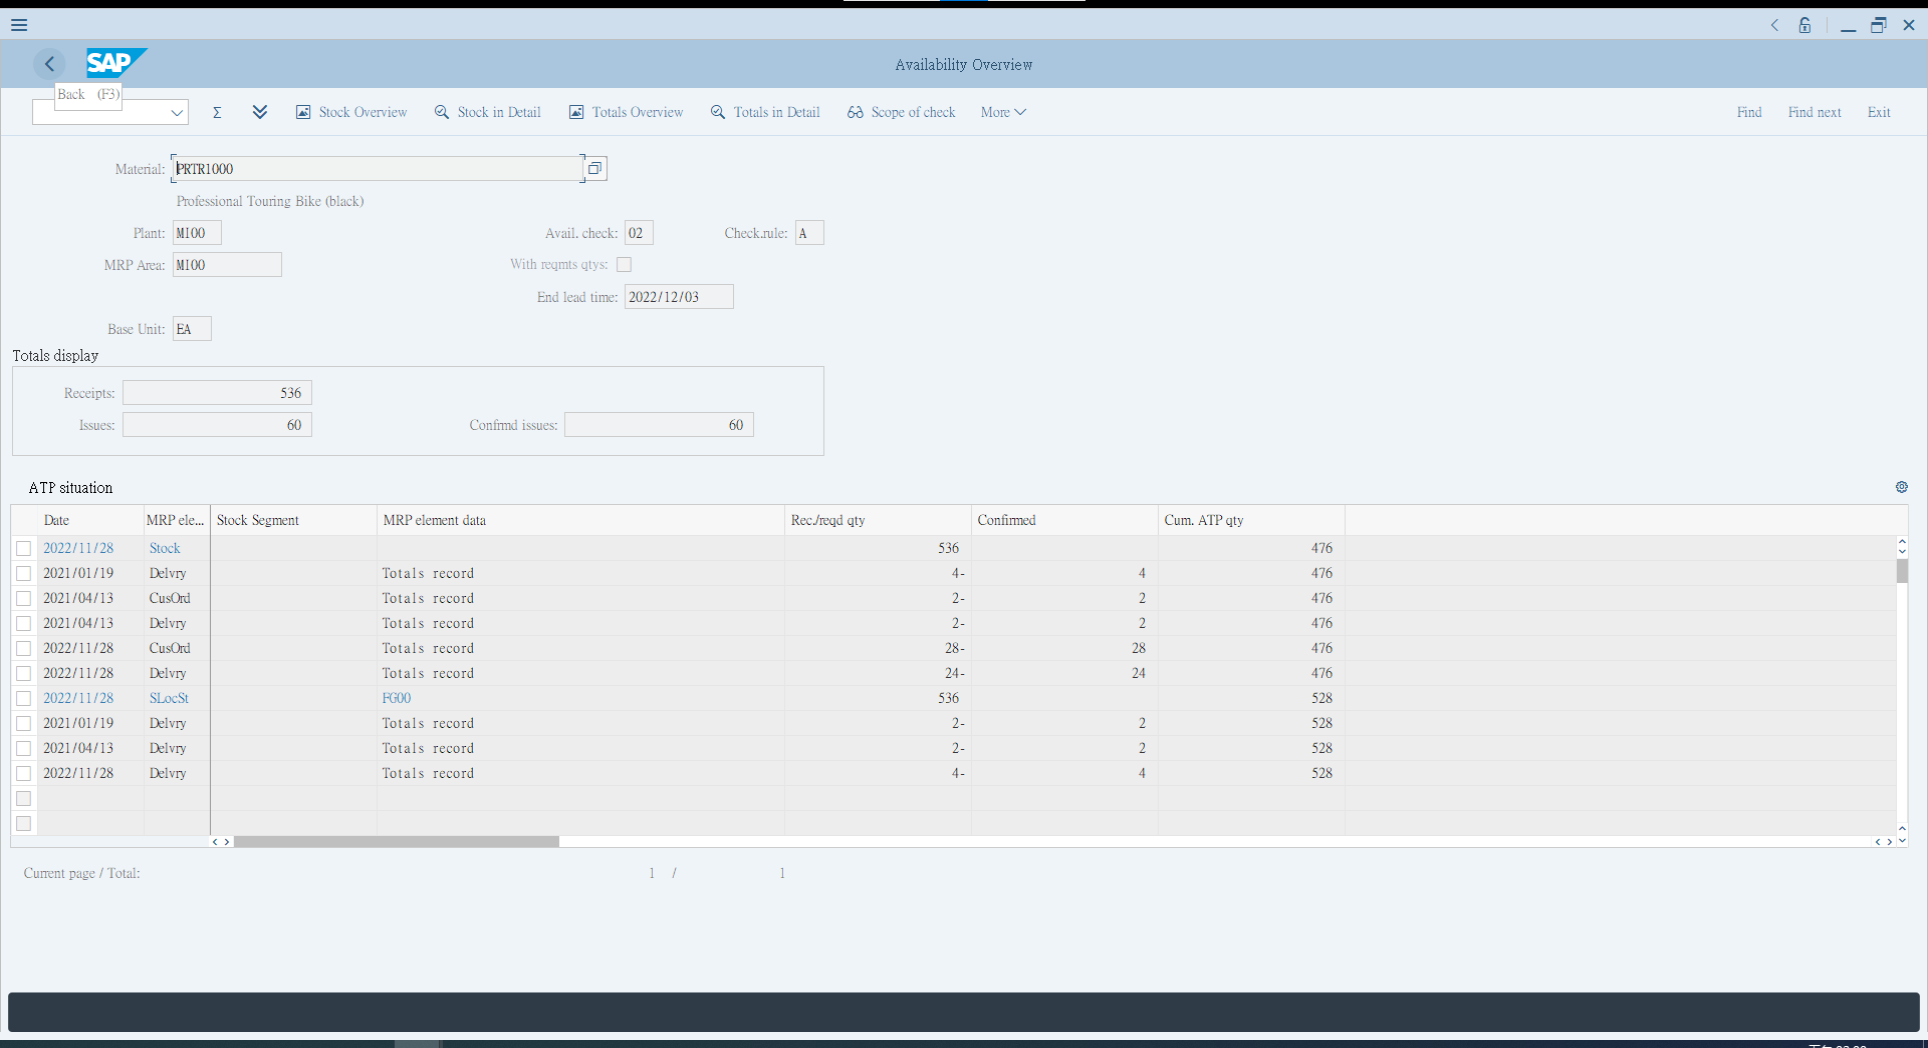 SAP
Availability Overview
Back (F3)
Σ Stock Overview Stock in Detail Totals Overview Totals in Detail Scope of check More Find Find next Exit
Material: PRTR1000
Professional Touring Bike (black)
Plant: MI00 Avail. check: 02 Check.rule: A
MRP Area: MI00 With reqmts qtys:
End lead time: 2022/12/03
Base Unit: EA
Totals display
Receipts: 536
Issues: 60 Confrmd issues: 60
ATP situation
Date MRP ele... Stock Segment MRP element data Rec./reqd qty Confirmed Cum. ATP qty
2022/11/28 Stock 536 476
2021/01/19 Delvry Totals record 4- 4 476
2021/04/13 CusOrd Totals record 2- 2 476
2021/04/13 Delvry Totals record 2- 2 476
2022/11/28 CusOrd Totals record 28- 28 476
2022/11/28 Delvry Totals record 24- 24 476
2022/11/28 SLocSt FG00 536 528
2021/01/19 Delvry Totals record 2- 2 528
2021/04/13 Delvry Totals record 2- 2 528
2022/11/28 Delvry Totals record 4- 4 528
Current page / Total: 1 / 1